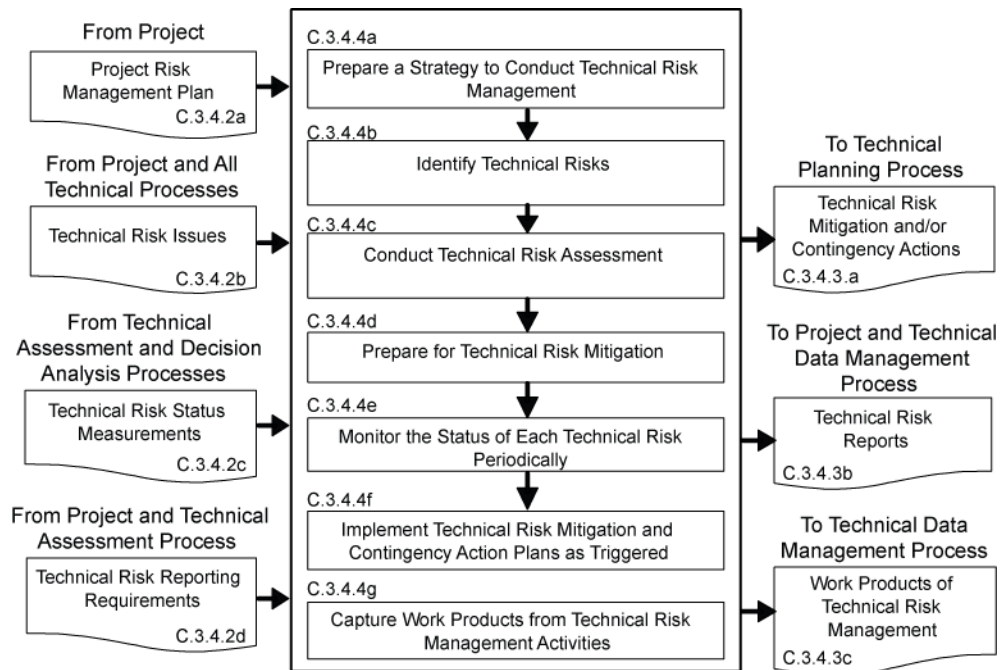 From Project
Project Risk
Management Plan
C.3.4.2a
From Project and All
Technical Processes
Technical Risk Issues
C.3.4.2b
From Technical
Assessment and Decision
Analysis Processes
Technical Risk Status
Measurements
C.3.4.2c
From Project and Technical
Assessment Process
Technical Risk Reporting
Requirements
C.3.4.2d
C.3.4.4a
Prepare a Strategy to Conduct Technical Risk
Management
C.3.4.4b
Identify Technical Risks
C.3.4.4c
Conduct Technical Risk Assessment
C.3.4.4d
Prepare for Technical Risk Mitigation
C.3.4.4e
Monitor the Status of Each Technical Risk
Periodically
C.3.4.4f
Implement Technical Risk Mitigation and
Contingency Action Plans as Triggered
C.3.4.4g
Capture Work Products from Technical Risk
Management Activities
To Technical
Planning Process
Technical Risk
Mitigation and/or
Contingency Actions
C.3.4.3.a
To Project and Technical
Data Management
Process
Technical Risk
Reports
C.3.4.3b
To Technical Data
Management Process
Work Products of
Technical Risk
Management
C.3.4.3c